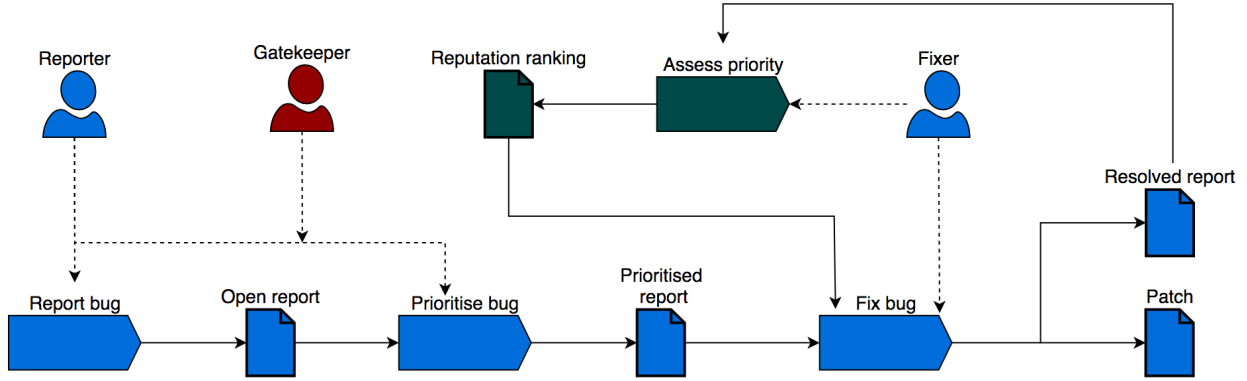 Reporter
Gatekeeper
Reputation ranking
Assess priority
Fixer
Resolved report
Report bug
Open report
Prioritise bug
Prioritised
report
Fix bug
Patch